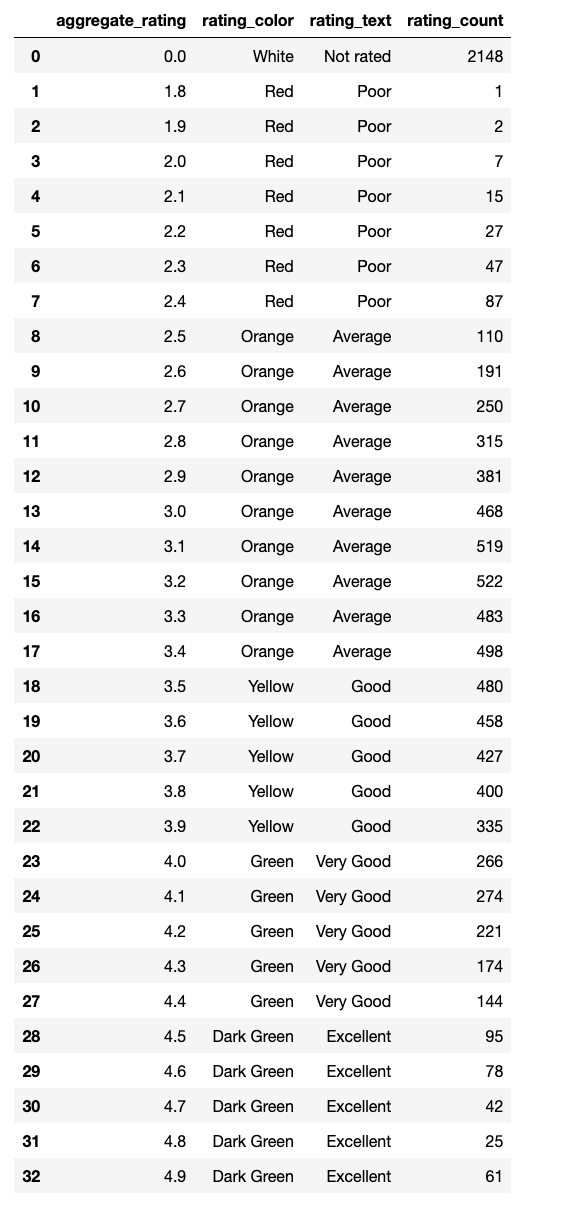 aggregate_rating rating_color rating_text rating_count
0 0.0 White Not rated 2148
1 1.8 Red Poor 1
2 1.9 Red Poor 2
3 2.0 Red Poor 7
4 2.1 Red Poor 15
5 2.2 Red Poor 27
6 2.3 Red Poor 47
7 2.4 Red Poor 87
8 2.5 Orange Average 110
9 2.6 Orange Average 191
10 2.7 Orange Average 250
11 2.8 Orange Average 315
12 2.9 Orange Average 381
13 3.0 Orange Average 468
14 3.1 Orange Average 519
15 3.2 Orange Average 522
16 3.3 Orange Average 483
17 3.4 Orange Average 498
18 3.5 Yellow Good 480
19 3.6 Yellow Good 458
20 3.7 Yellow Good 427
21 3.8 Yellow Good 400
22 3.9 Yellow Good 335
23 4.0 Green Very Good 266
24 4.1 Green Very Good 274
25 4.2 Green Very Good 221
26 4.3 Green Very Good 174
27 4.4 Green Very Good 144
28 4.5 Dark Green Excellent 95
29 4.6 Dark Green Excellent 78
30 4.7 Dark Green Excellent 42
31 4.8 Dark Green Excellent 25
32 4.9 Dark Green Excellent 61